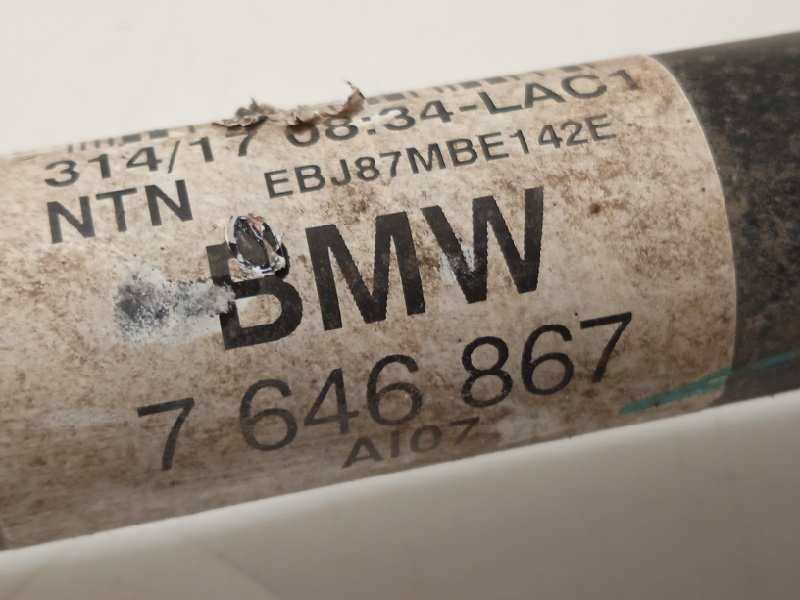 314/17 08:34-LAC1
NTN EBJ87MBE142E
BMW
7 646 867
AI07